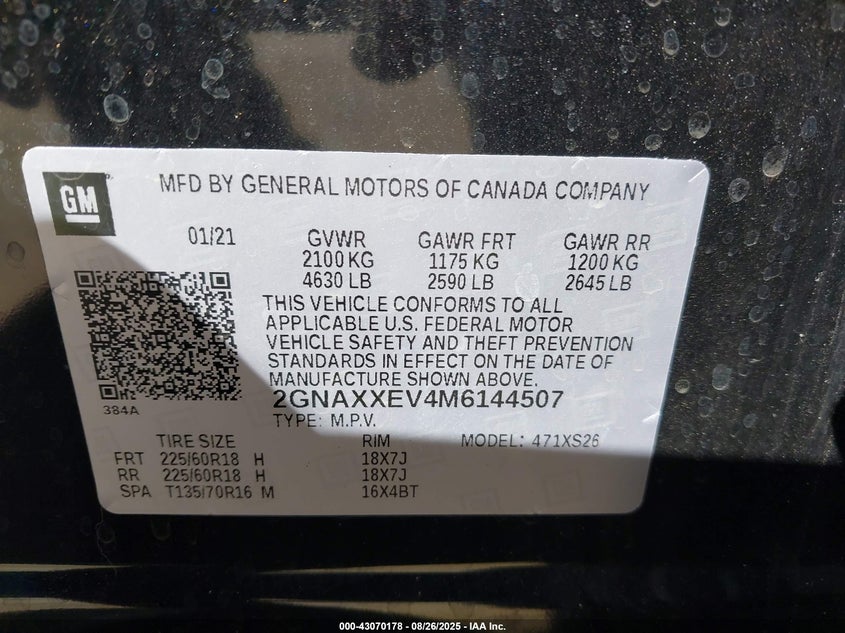 GM
MFD BY GENERAL MOTORS OF CANADA COMPANY
01/21 GVWR GAWR FRT GAWR RR
2100 KG 1175 KG 1200 KG
4630 LB 2590 LB 2645 LB
THIS VEHICLE CONFORMS TO ALL
APPLICABLE U.S. FEDERAL MOTOR
VEHICLE SAFETY AND THEFT PREVENTION
STANDARDS IN EFFECT ON THE DATE OF
MANUFACTURE SHOWN ABOVE.
384A
2GNAXXEV4M6144507
TYPE: M.P.V.
TIRE SIZE RIM MODEL: 471XS26
FRT 225/60R18 H 18X7J
RR 225/60R18 H 18X7J
SPA T135/70R16 M 16X4BT
000-43070178 - 08/26/2025 - IAA Inc.